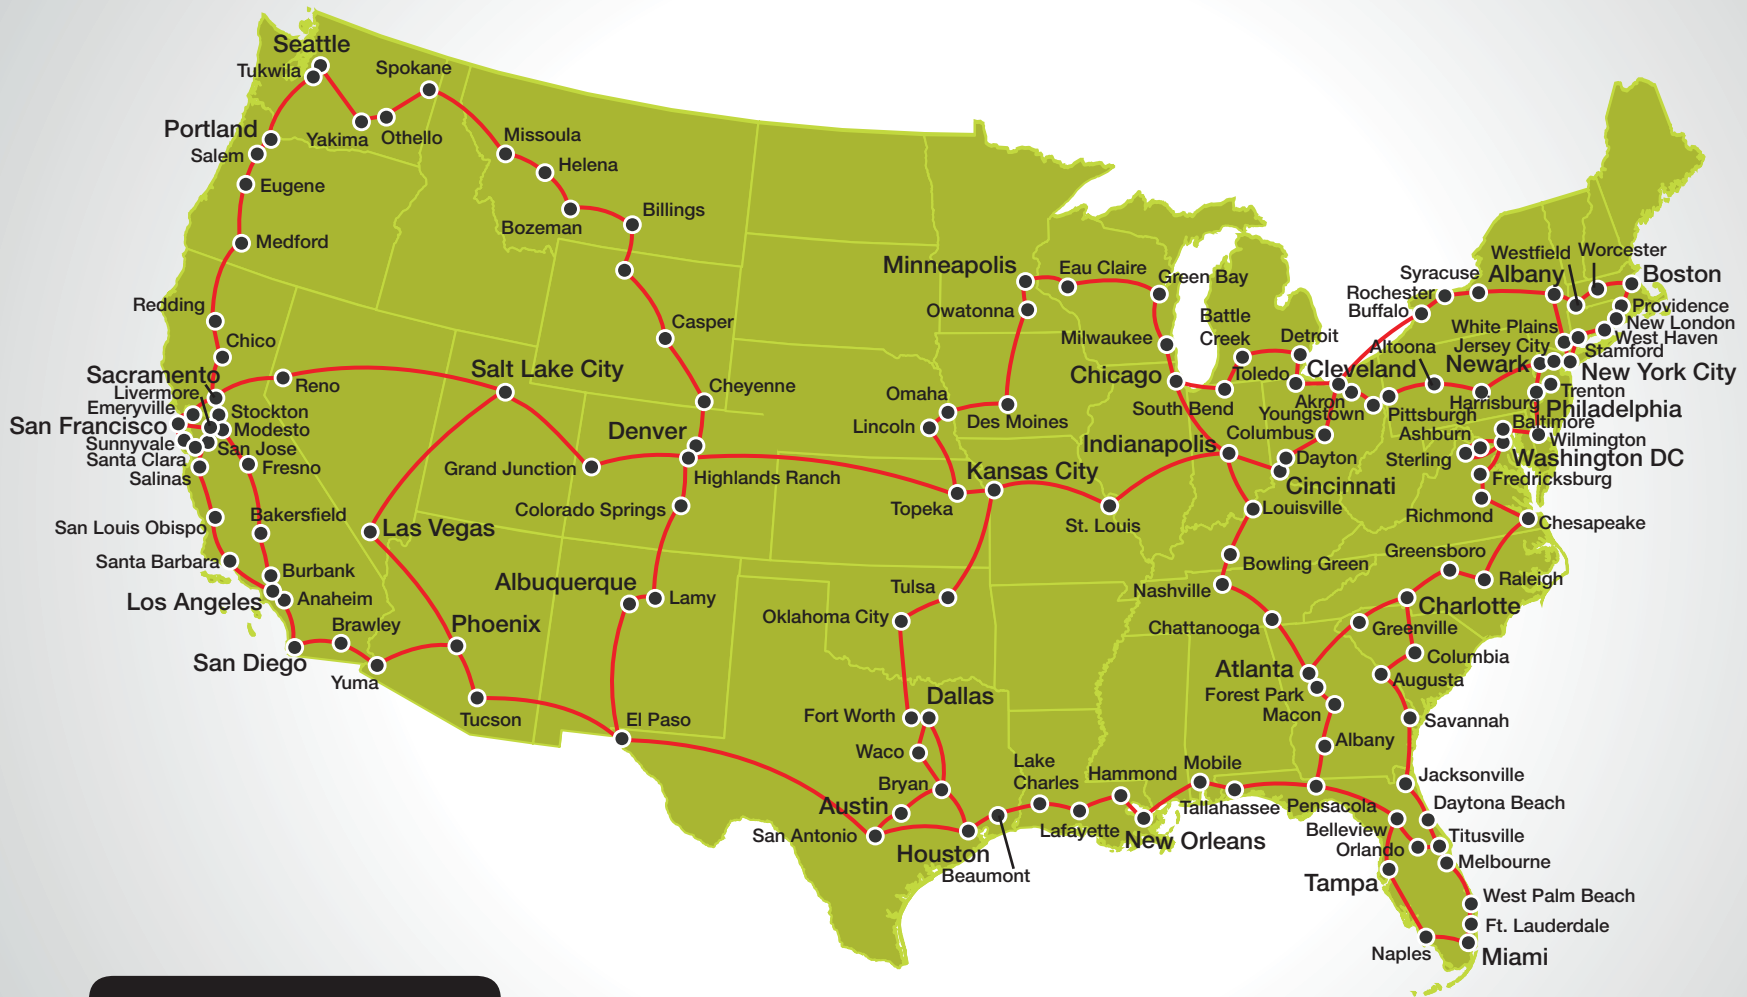 Seattle
Tukwila
Spokane
Portland
Salem
Yakima
Othello
Missoula
Helena
Eugene
Bozeman
Billings
Medford
Redding
Chico
Casper
Sacramento
Livermore
Emeryville
San Francisco
Sunnyvale
Santa Clara
Salinas
Stockton
Modesto
San Jose
Fresno
Reno
Salt Lake City
Cheyenne
Denver
Grand Junction
Highlands Ranch
Colorado Springs
San Luis Obispo
Bakersfield
Las Vegas
Santa Barbara
Burbank
Los Angeles
Anaheim
Brawley
San Diego
Yuma
Phoenix
Tucson
Albuquerque
Lamy
El Paso
Minneapolis
Eau Claire
Green Bay
Owatonna
Milwaukee
Battle
Creek
Detroit
Chicago
South Bend
Toledo
Cleveland
Akron
Youngstown
Columbus
Omaha
Lincoln
Des Moines
Indianapolis
Dayton
Cincinnati
Kansas City
Topeka
St. Louis
Louisville
Bowling Green
Nashville
Chattanooga
Tulsa
Oklahoma City
Dallas
Fort Worth
Waco
Bryan
Austin
San Antonio
Houston
Beaumont
Lake
Charles
Lafayette
Hammond
New Orleans
Mobile
Tallahassee
Pensacola
Atlanta
Forest Park
Macon
Albany
Westfield
Worcester
Syracuse
Albany
Boston
Rochester
Buffalo
Providence
New London
West Haven
White Plains
Jersey City
Stamford
Altoona
Newark
New York City
Trenton
Harrisburg
Pittsburgh
Philadelphia
Baltimore
Ashburn
Wilmington
Sterling
Washington DC
Fredricksburg
Richmond
Chesapeake
Greensboro
Raleigh
Charlotte
Greenville
Columbia
Augusta
Savannah
Jacksonville
Daytona Beach
Belleview
Orlando
Titusville
Melbourne
Tampa
West Palm Beach
Ft. Lauderdale
Naples
Miami